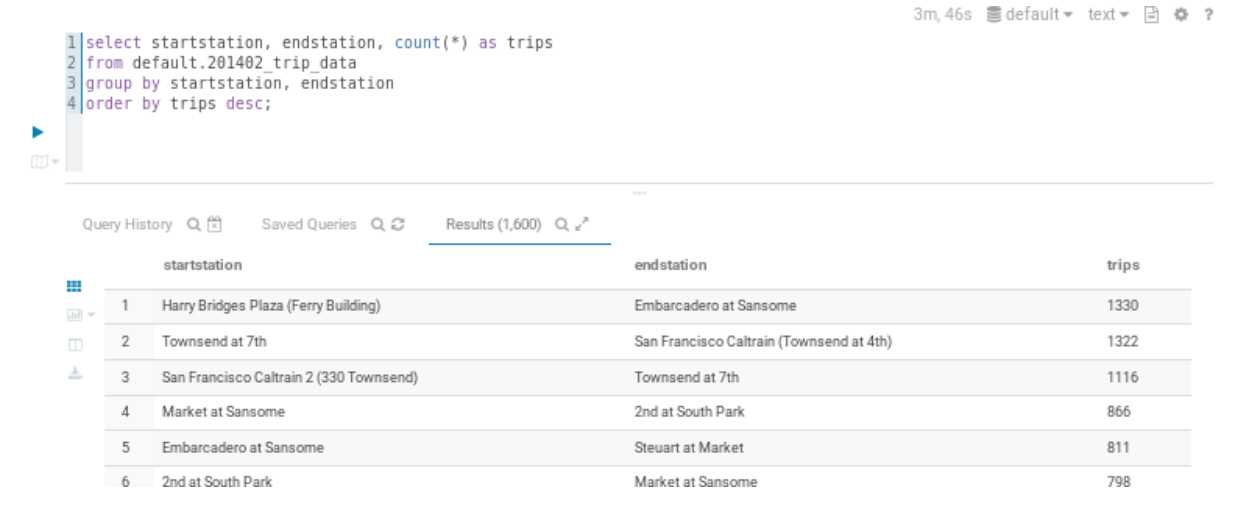 3m, 46s default text ?
1 select startstation, endstation, count(*) as trips
2 from default.201402_trip_data
3 group by startstation, endstation
4 order by trips desc;
Query History Saved Queries Results (1,600)
startstation endstation trips
1 Harry Bridges Plaza (Ferry Building) Embarcadero at Sansome 1330
2 Townsend at 7th San Francisco Caltrain (Townsend at 4th) 1322
3 San Francisco Caltrain 2 (330 Townsend) Townsend at 7th 1116
4 Market at Sansome 2nd at South Park 866
5 Embarcadero at Sansome Steuart at Market 811
6 2nd at South Park Market at Sansome 798